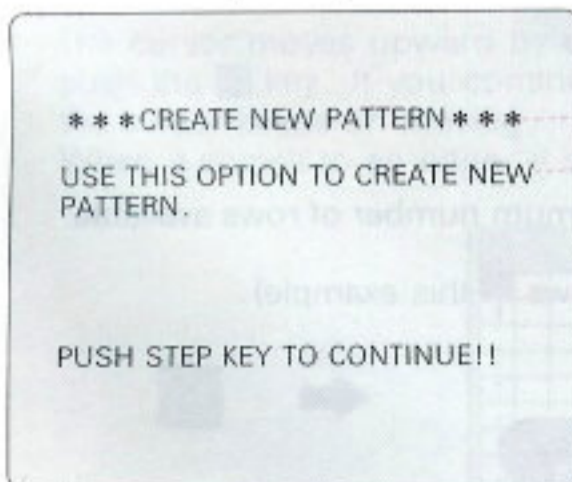 ***CREATE NEW PATTERN***
USE THIS OPTION TO CREATE NEW
PATTERN.
PUSH STEP KEY TO CONTINUE!!